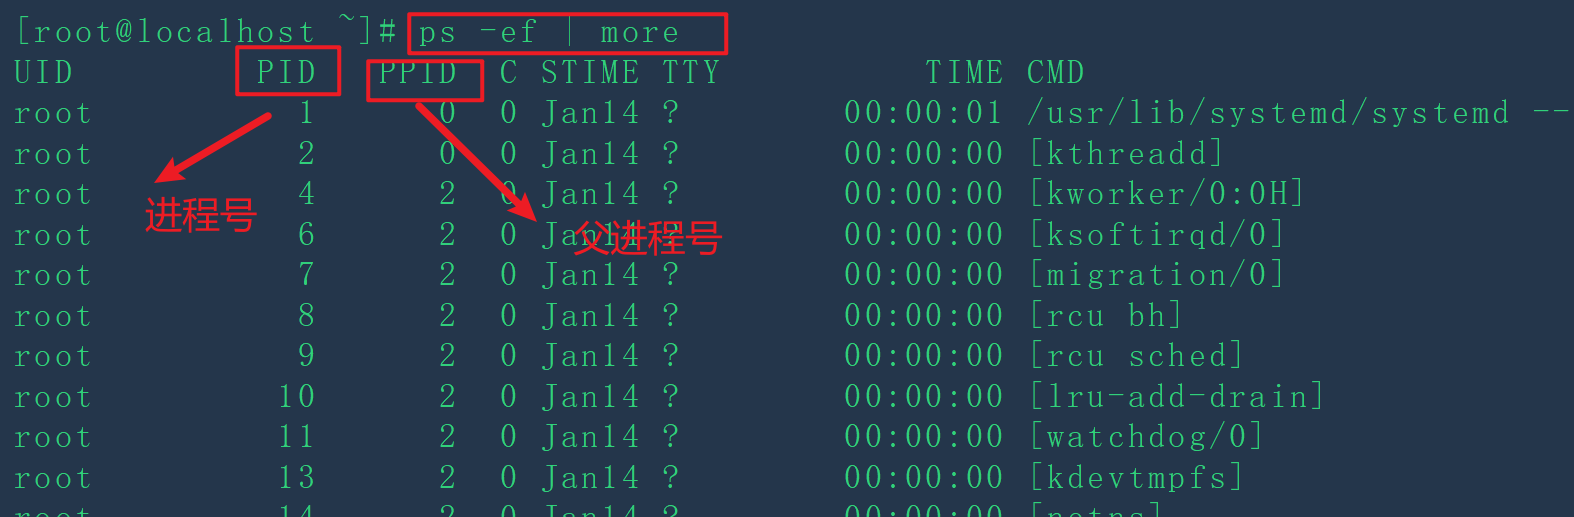 [root@localhost ~]# ps -ef | more
UID PID PPID C STIME TTY TIME CMD
root 1 0 0 Jan14 ? 00:00:01 /usr/lib/systemd/systemd --
root 2 0 0 Jan14 ? 00:00:00 [kthreadd]
root 4 2 0 Jan14 ? 00:00:00 [kworker/0:0H]
进程号
root 6 2 0 Jan14 ? 00:00:00 [ksoftirqd/0]
父进程号
root 7 2 0 Jan14 ? 00:00:00 [migration/0]
root 8 2 0 Jan14 ? 00:00:00 [rcu bh]
root 9 2 0 Jan14 ? 00:00:00 [rcu sched]
root 10 2 0 Jan14 ? 00:00:00 [lru-add-drain]
root 11 2 0 Jan14 ? 00:00:00 [watchdog/0]
root 13 2 0 Jan14 ? 00:00:00 [kdevtmpfs]
root 14 2 0 Jan14 ? 00:00:00 [netns]